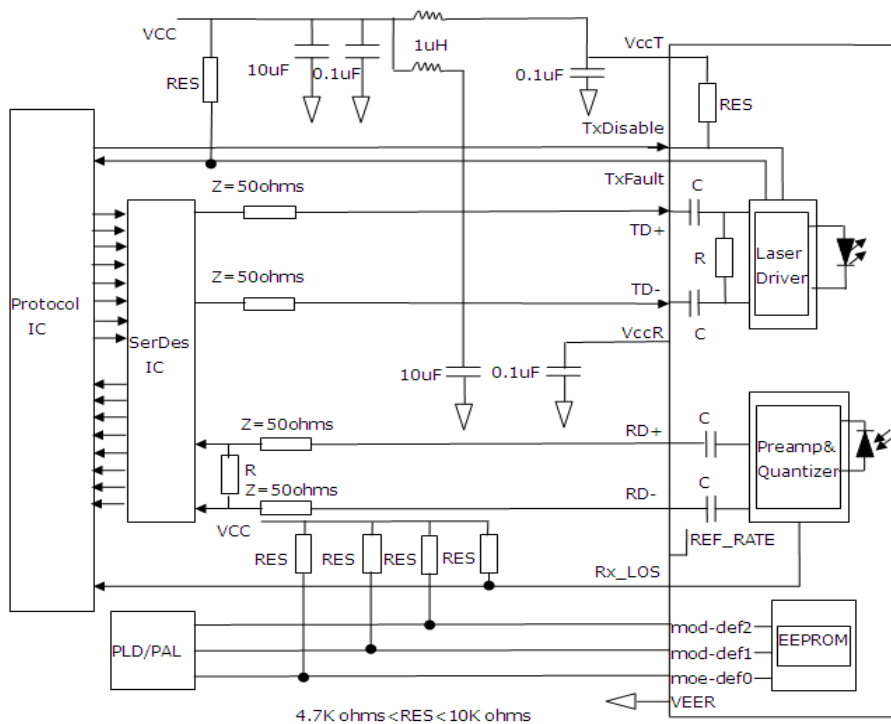 VCC
1uH
VccT
RES
10uF
0.1uF
0.1uF
RES
TxDisable
TxFault
Z=50ohms
C
TD+
R
Laser
Driver
Z=50ohms
TD-
C
Protocol
IC
SerDes
IC
VccR
10uF
0.1uF
Z=50ohms
RD+
C
Preamp&
Quantizer
R
Z=50ohms
RD-
C
VCC
REF_RATE
RES
RES
RES
RES
Rx_LOS
PLD/PAL
mod-def2
mod-def1
moe-def0
EEPROM
VEER
4.7K ohms<RES<10K ohms